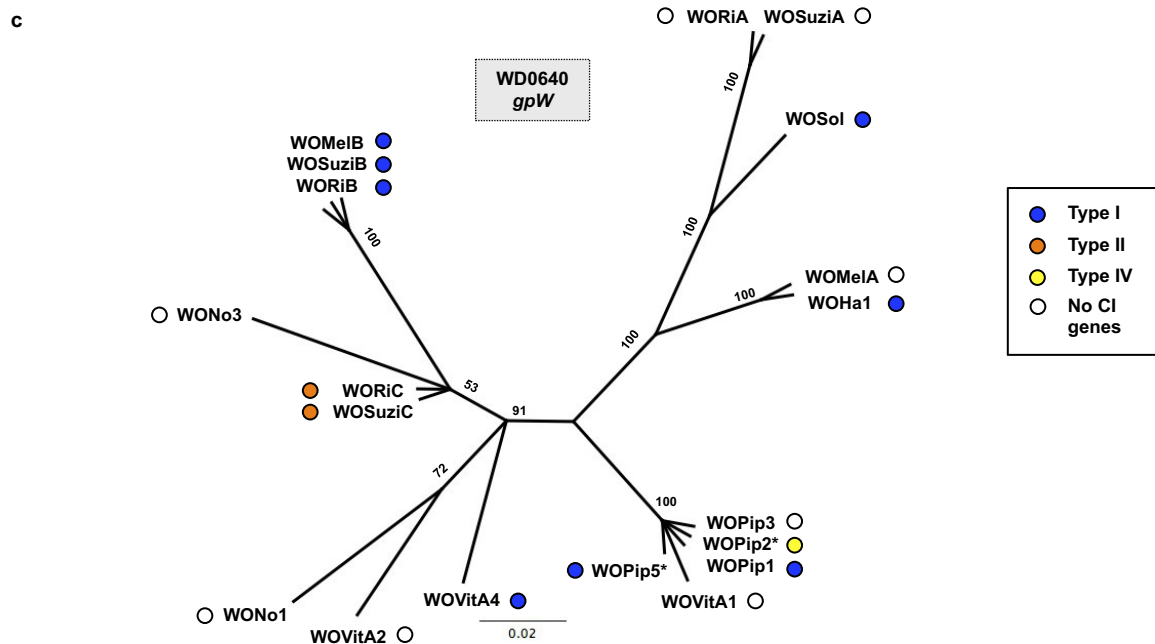 c
WORiA WOSuziA
100
WD0640
gpW
WOSol
WOMelB
WOSuziB
WORiB
100
100
Type I
Type II
Type IV
No CI
genes
WOMelA
100
WOHa1
WONo3
100
53
WORiC
WOSuziC
91
72
100
WOPip3
WOPip2*
WOPip5*
WOPip1
WOVitA4
WOVitA1
WONo1
WOVitA2
0.02